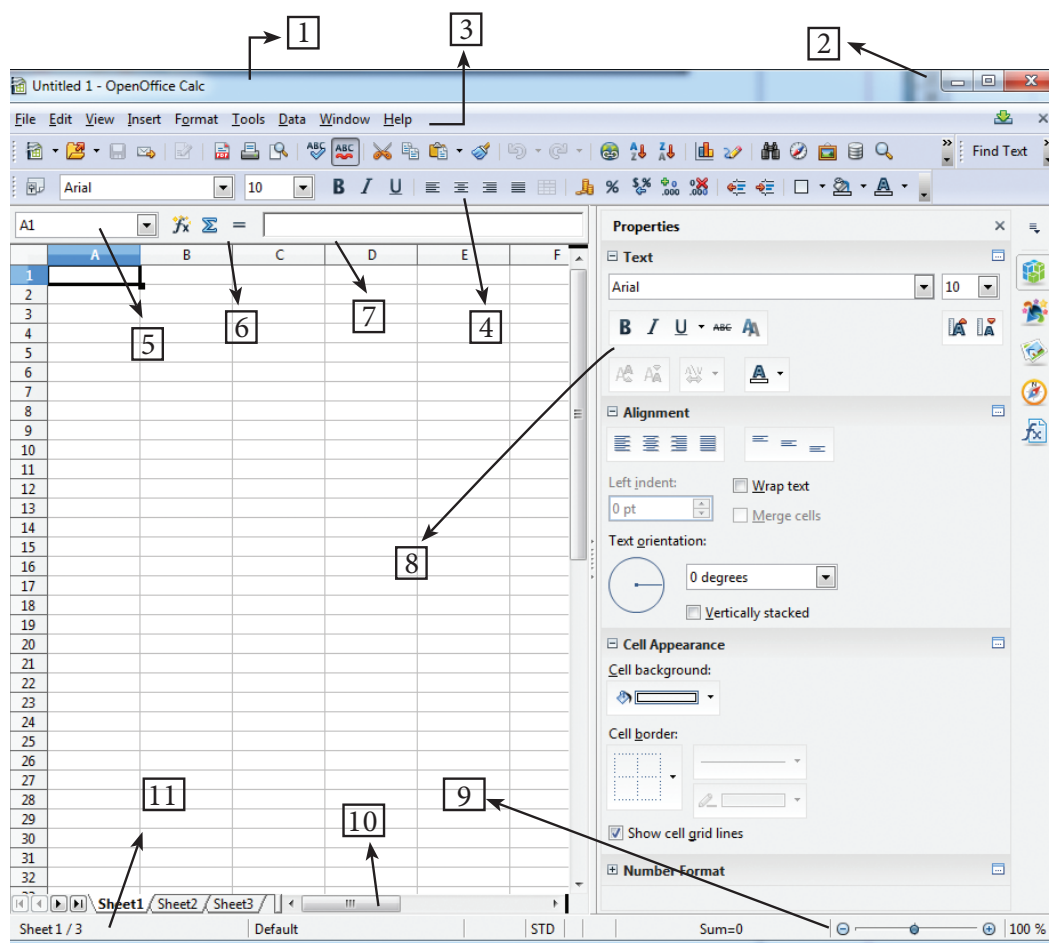 1
3
2
Untitled 1 - OpenOffice Calc
File Edit View Insert Format Tools Data Window Help
ABC ABC Find Text
Arial 10 B I U
A1 fx Σ =
Properties
A B C D E F
Text
1
2
3
4
5
6
7
8
9
10
11
12
13
14
15
16
17
18
19
20
21
22
23
24
25
26
27
28
29
30
31
32
5
6
7
4
Arial 10
B I U ABC
Alignment
Left indent:
Wrap text
0 pt
Merge cells
Text orientation:
8
0 degrees
Vertically stacked
Cell Appearance
Cell background:
Cell border:
11
9
10
Show cell grid lines
Number Format
Sheet1 Sheet2 Sheet3
Sheet 1 / 3 Default STD Sum=0 100 %